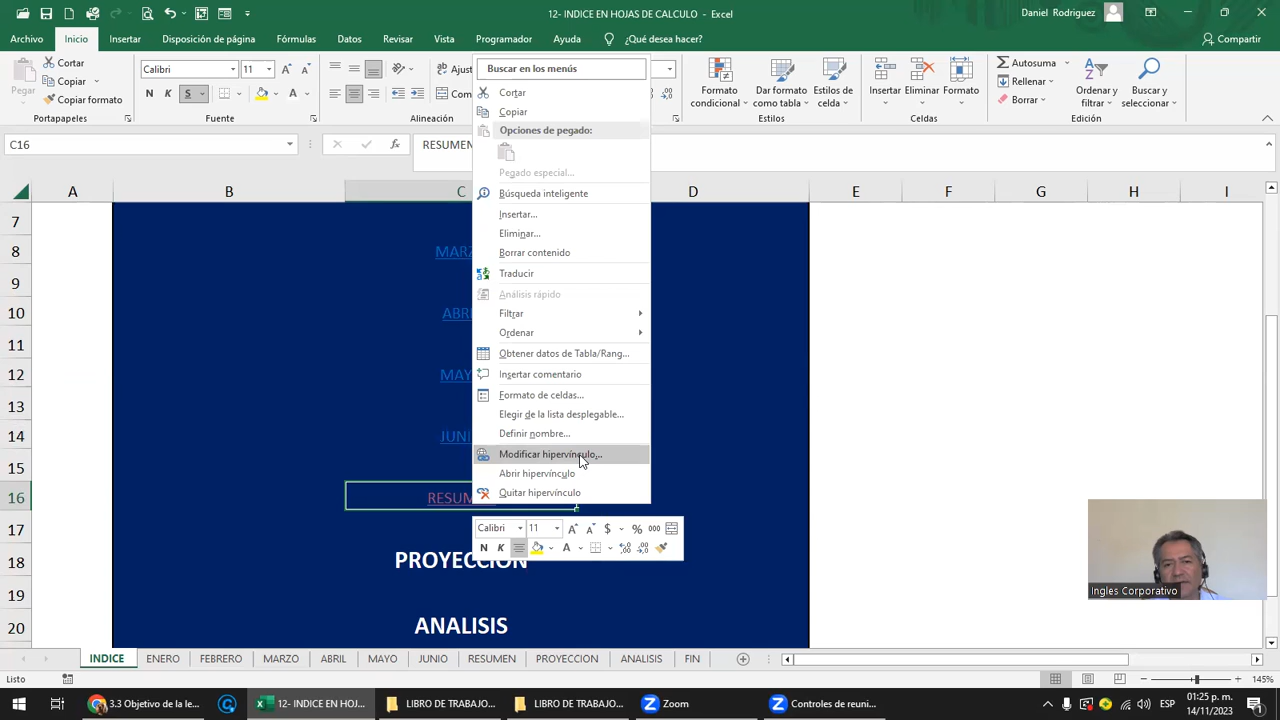 12- INDICE EN HOJAS DE CALCULO - Excel
Daniel Rodriguez
Archivo Inicio Insertar Disposición de página Fórmulas Datos Revisar Vista Programador Ayuda ¿Qué desea hacer? Compartir
Pegar
Cortar
Copiar
Copiar formato
Portapapeles
Calibri 11
N K S
Fuente
Alineación
Formato condicional
Dar formato como tabla
Estilos de celda
Estilos
Insertar
Eliminar
Formato
Celdas
Autosuma
Rellenar
Borrar
Ordenar y filtrar
Buscar y seleccionar
Edición
C16
A B C D E F G H I
7
8
9
10
11
12
13
14
15
16
17
18
19
20
PROYECCION
ANALISIS
Buscar en los menús
Cortar
Copiar
Opciones de pegado:
Pegado especial...
Búsqueda inteligente
Insertar...
Eliminar...
Borrar contenido
Traducir
Análisis rápido
Filtrar
Ordenar
Obtener datos de Tabla/Rang...
Insertar comentario
Formato de celdas...
Elegir de la lista desplegable...
Definir nombre...
Modificar hipervínculo...
Abrir hipervínculo
Quitar hipervínculo
Calibri 11 $ % 000
N K A
Ingles Corporativo
INDICE ENERO FEBRERO MARZO ABRIL MAYO JUNIO RESUMEN PROYECCION ANALISIS FIN
Listo
145%
3.3 Objetivo de la le...
12- INDICE EN HOJ...
LIBRO DE TRABAJO...
LIBRO DE TRABAJO...
Zoom
Controles de reuni...
ESP
01:25 p. m.
14/11/2023